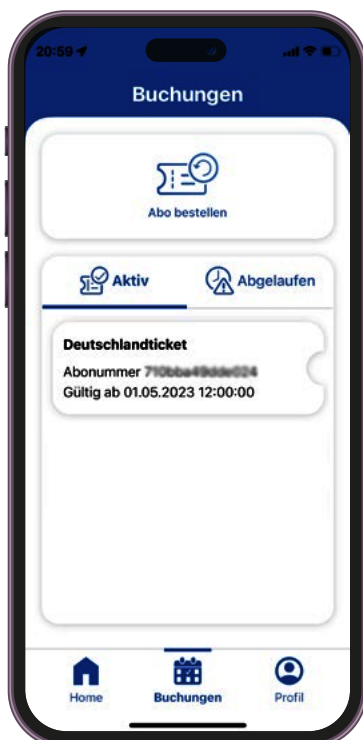 20:59
Buchungen
Abo bestellen
Aktiv
Abgelaufen
Deutschlandticket
Abonummer
Gültig ab 01.05.2023 12:00:00
Home
Buchungen
Profil